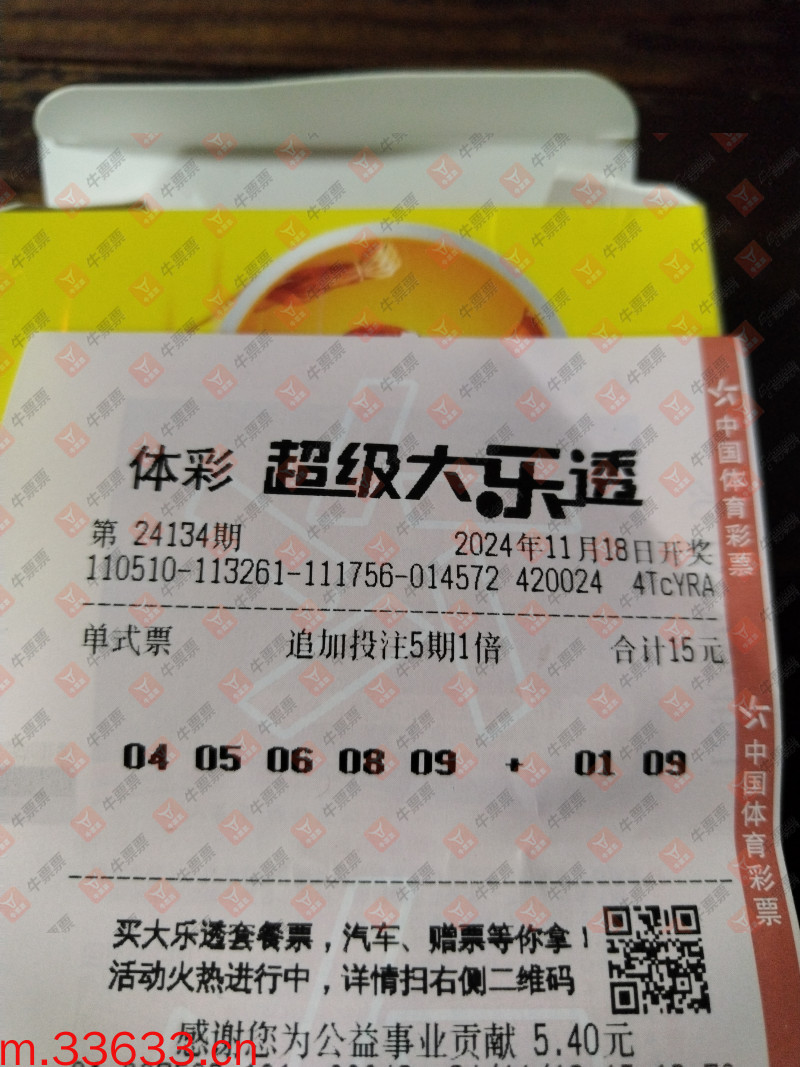 体彩 超级大乐透
第 24134期 2024年11月18日开奖
110510-113261-111756-014572 420024 4TcYRA
单式票 追加投注5期1倍 合计15元
04 05 06 08 09 + 01 09
买大乐透套餐票，汽车、赠票等你拿！
活动火热进行中，详情扫右侧二维码
感谢您为公益事业贡献 5.40元
中国体育彩票
中国体育彩票
牛票票
m.33633.cn